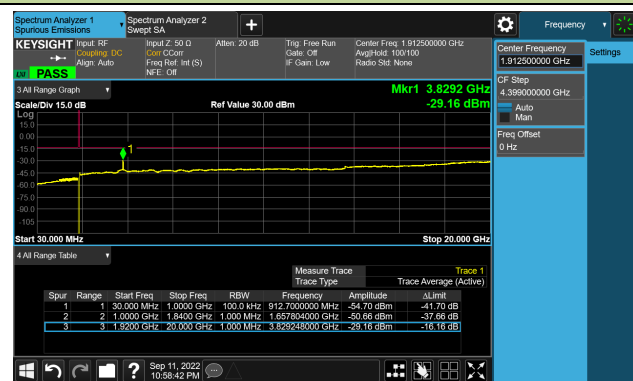 Spectrum Analyzer 1
Spurious Emissions
Spectrum Analyzer 2
Swept SA
Frequency
KEYSIGHT
Input: RF
Coupling: DC
Align: Auto
Input Z: 50 Ω
Corr CCorr
Freq Ref: Int (S)
NFE: Off
Atten: 20 dB
Trig: Free Run
Gate: Off
IF Gain: Low
Center Freq: 1.912500000 GHz
Avg|Hold: 100/100
Radio Std: None
PASS
Center Frequency
1.912500000 GHz
Settings
CF Step
4.399000000 GHz
Auto
Man
Freq Offset
0 Hz
3 All Range Graph
Mkr1 3.8292 GHz
Scale/Div 15.0 dB
Ref Value 30.00 dBm
-29.16 dBm
Log
15.0
0.00
-15.0
-30.0
-45.0
-60.0
-75.0
-90.0
-105
1
Start 30.000 MHz
Stop 20.000 GHz
4 All Range Table
Measure Trace Trace 1
Trace Type Trace Average (Active)
Spur Range Start Freq Stop Freq RBW Frequency Amplitude ΔLimit
1 1 30.000 MHz 1.0000 GHz 100.0 kHz 912.7000000 MHz -54.70 dBm -41.70 dB
2 2 1.0000 GHz 1.8400 GHz 1.000 MHz 1.657804000 GHz -50.66 dBm -37.66 dB
3 3 1.9200 GHz 20.000 GHz 1.000 MHz 3.829248000 GHz -29.16 dBm -16.16 dB
Sep 11, 2022
10:58:42 PM